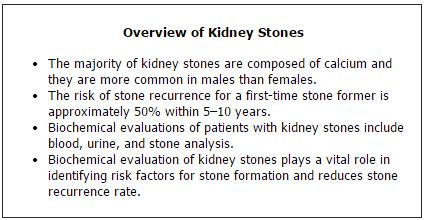 Overview of Kidney Stones
• The majority of kidney stones are composed of calcium and
they are more common in males than females.
• The risk of stone recurrence for a first-time stone former is
approximately 50% within 5–10 years.
• Biochemical evaluations of patients with kidney stones include
blood, urine, and stone analysis.
• Biochemical evaluation of kidney stones plays a vital role in
identifying risk factors for stone formation and reduces stone
recurrence rate.